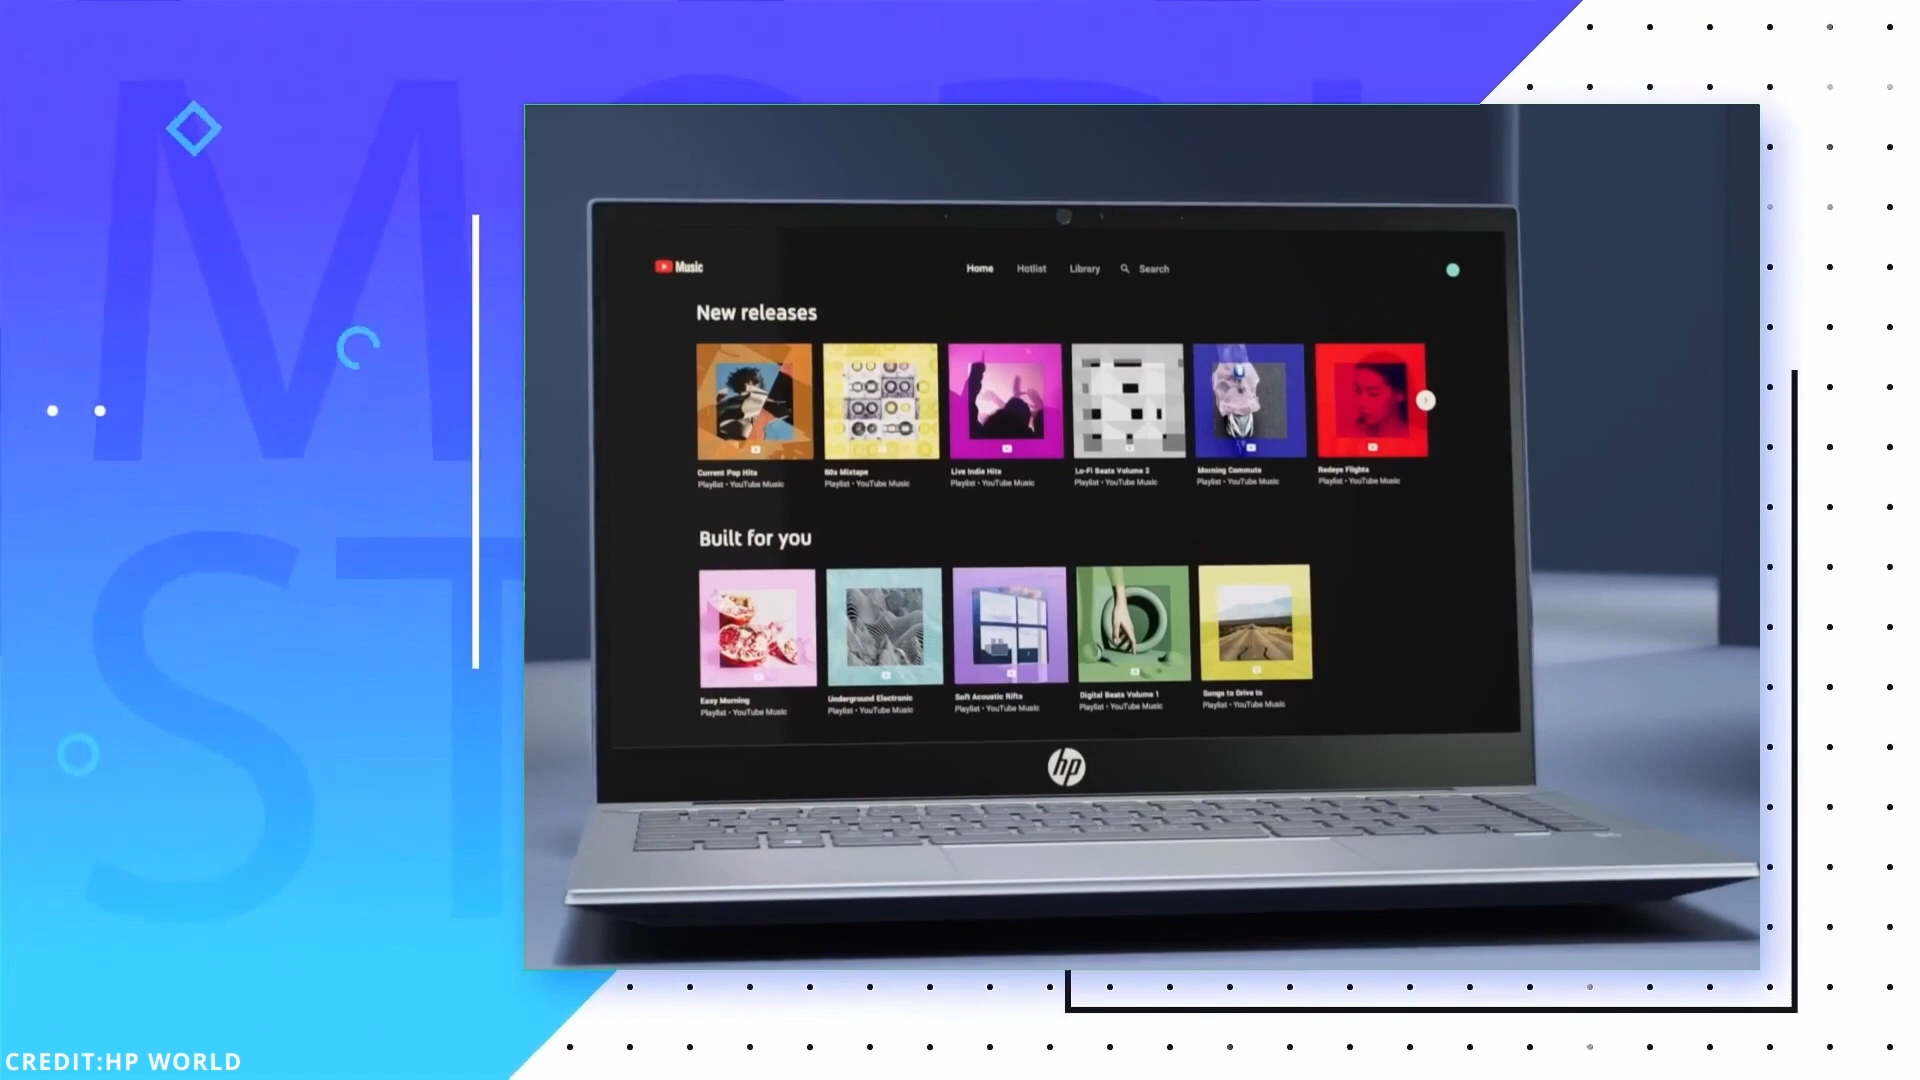 Music
Home Hotlist Library Search
New releases
Current Pop Hits
Playlist • YouTube Music
80s Mixtape
Playlist • YouTube Music
Live Indie Hits
Playlist • YouTube Music
Lo-Fi Beats Volume 2
Playlist • YouTube Music
Morning Commute
Playlist • YouTube Music
Redeye Flights
Playlist • YouTube Music
Built for you
Easy Morning
Playlist • YouTube Music
Underground Electronic
Playlist • YouTube Music
Soft Acoustic Riffs
Playlist • YouTube Music
Digital Beats Volume 1
Playlist • YouTube Music
Songs to Drive to
Playlist • YouTube Music
hp
ST
CREDIT:HP WORLD